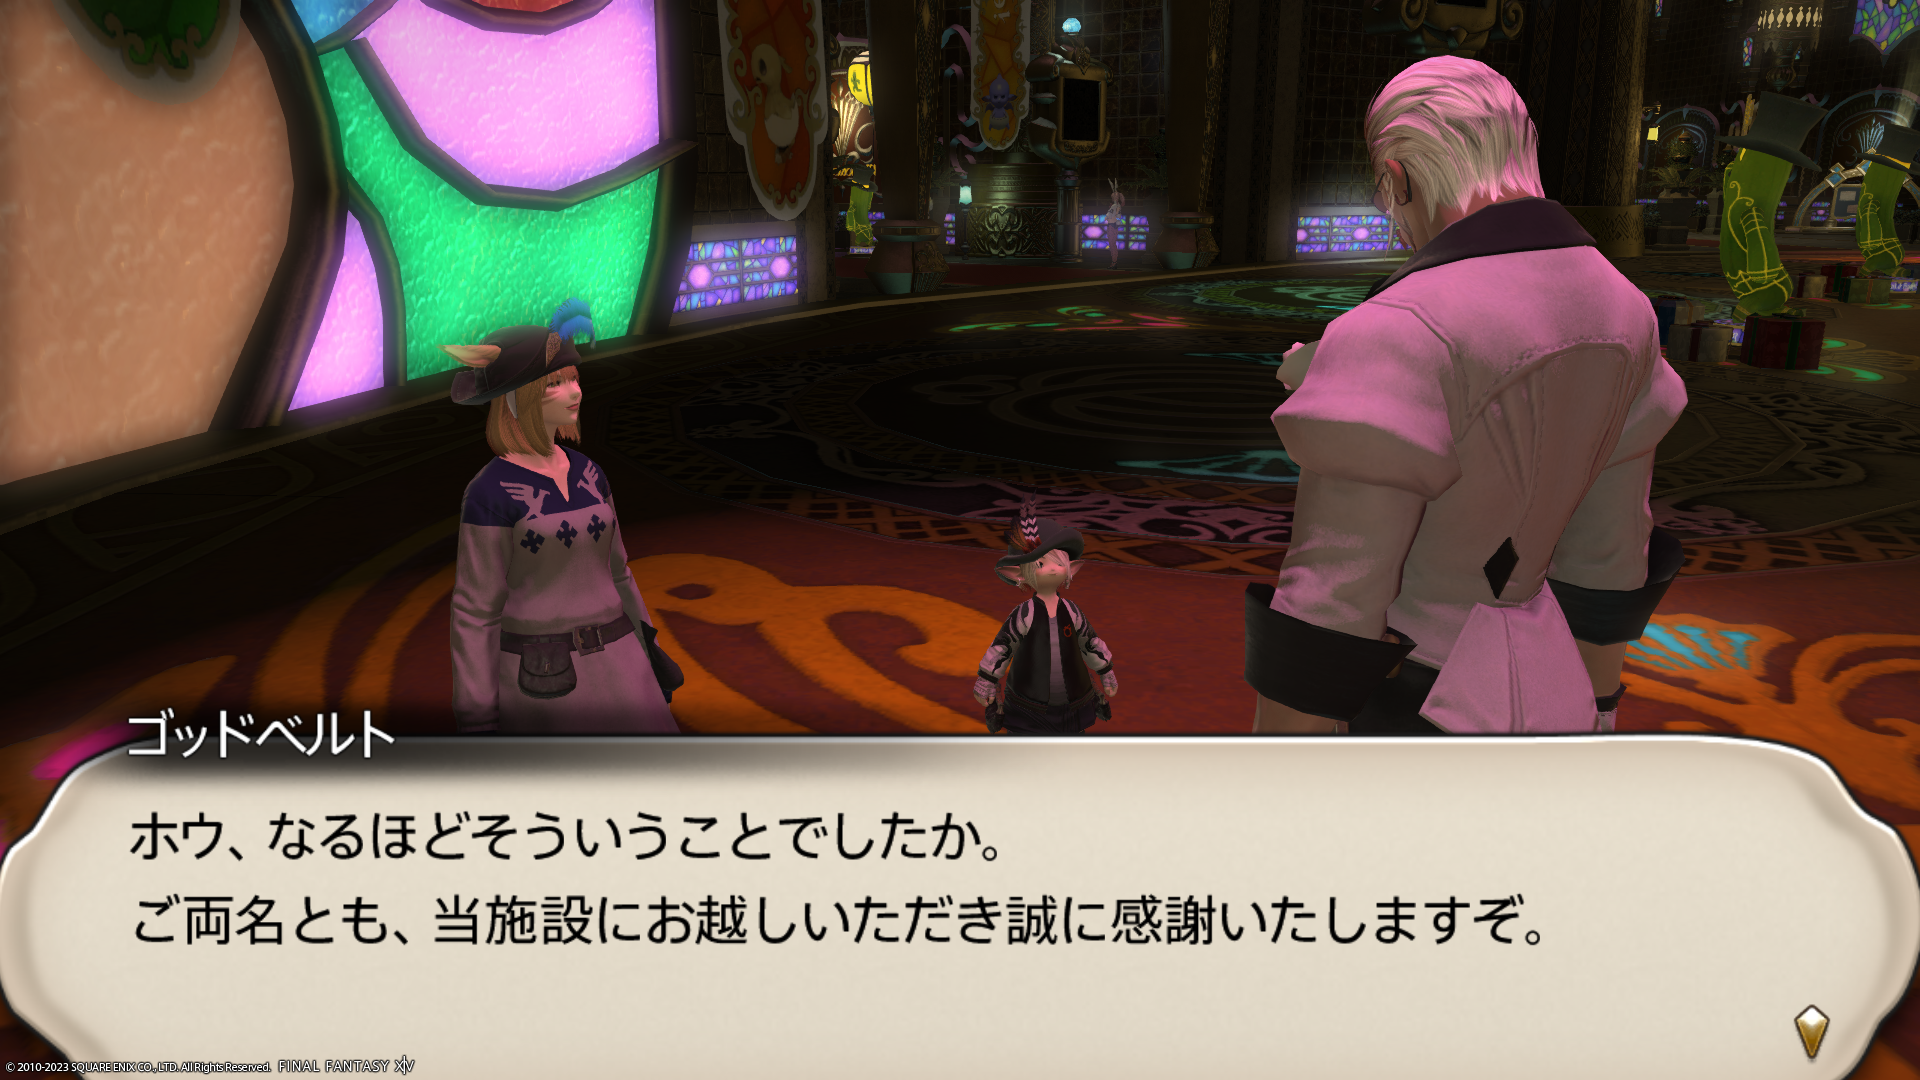 ゴッドベルト
ホウ、なるほどそういうことでしたか。
ご両名とも、当施設にお越しいただき誠に感謝いたしますぞ。
© 2010-2023 SQUARE ENIX CO., LTD. All Rights Reserved. FINAL FANTASY XIV